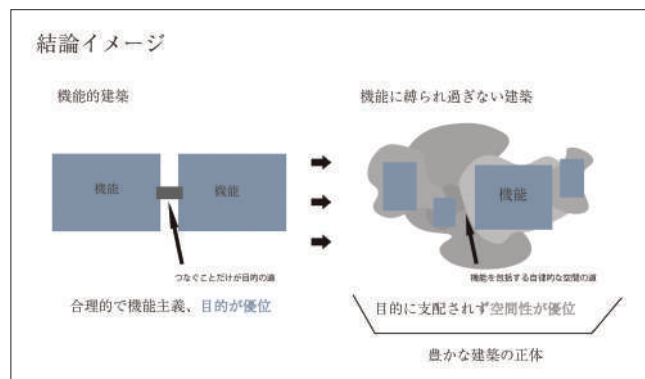 結論イメージ
機能的建築
機能に縛られ過ぎない建築
機能
機能
機能
つなぐことだけが目的の道
機能を包括する自律的な空間の道
合理的で機能主義、目的が優位
目的に支配されず空間性が優位
豊かな建築の正体